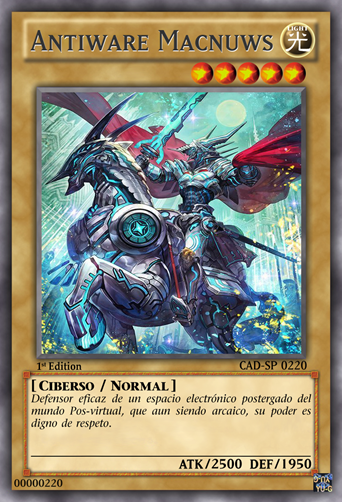 ANTIWARE MACNUWS
LIGHT
光
1st Edition
CAD-SP 0220
[ CIBERSO / NORMAL ]
Defensor eficaz de un espacio electrónico postergado del
mundo Pos-virtual, que aun siendo arcaico, su poder es
digno de respeto.
ATK/2500 DEF/1950
00000220